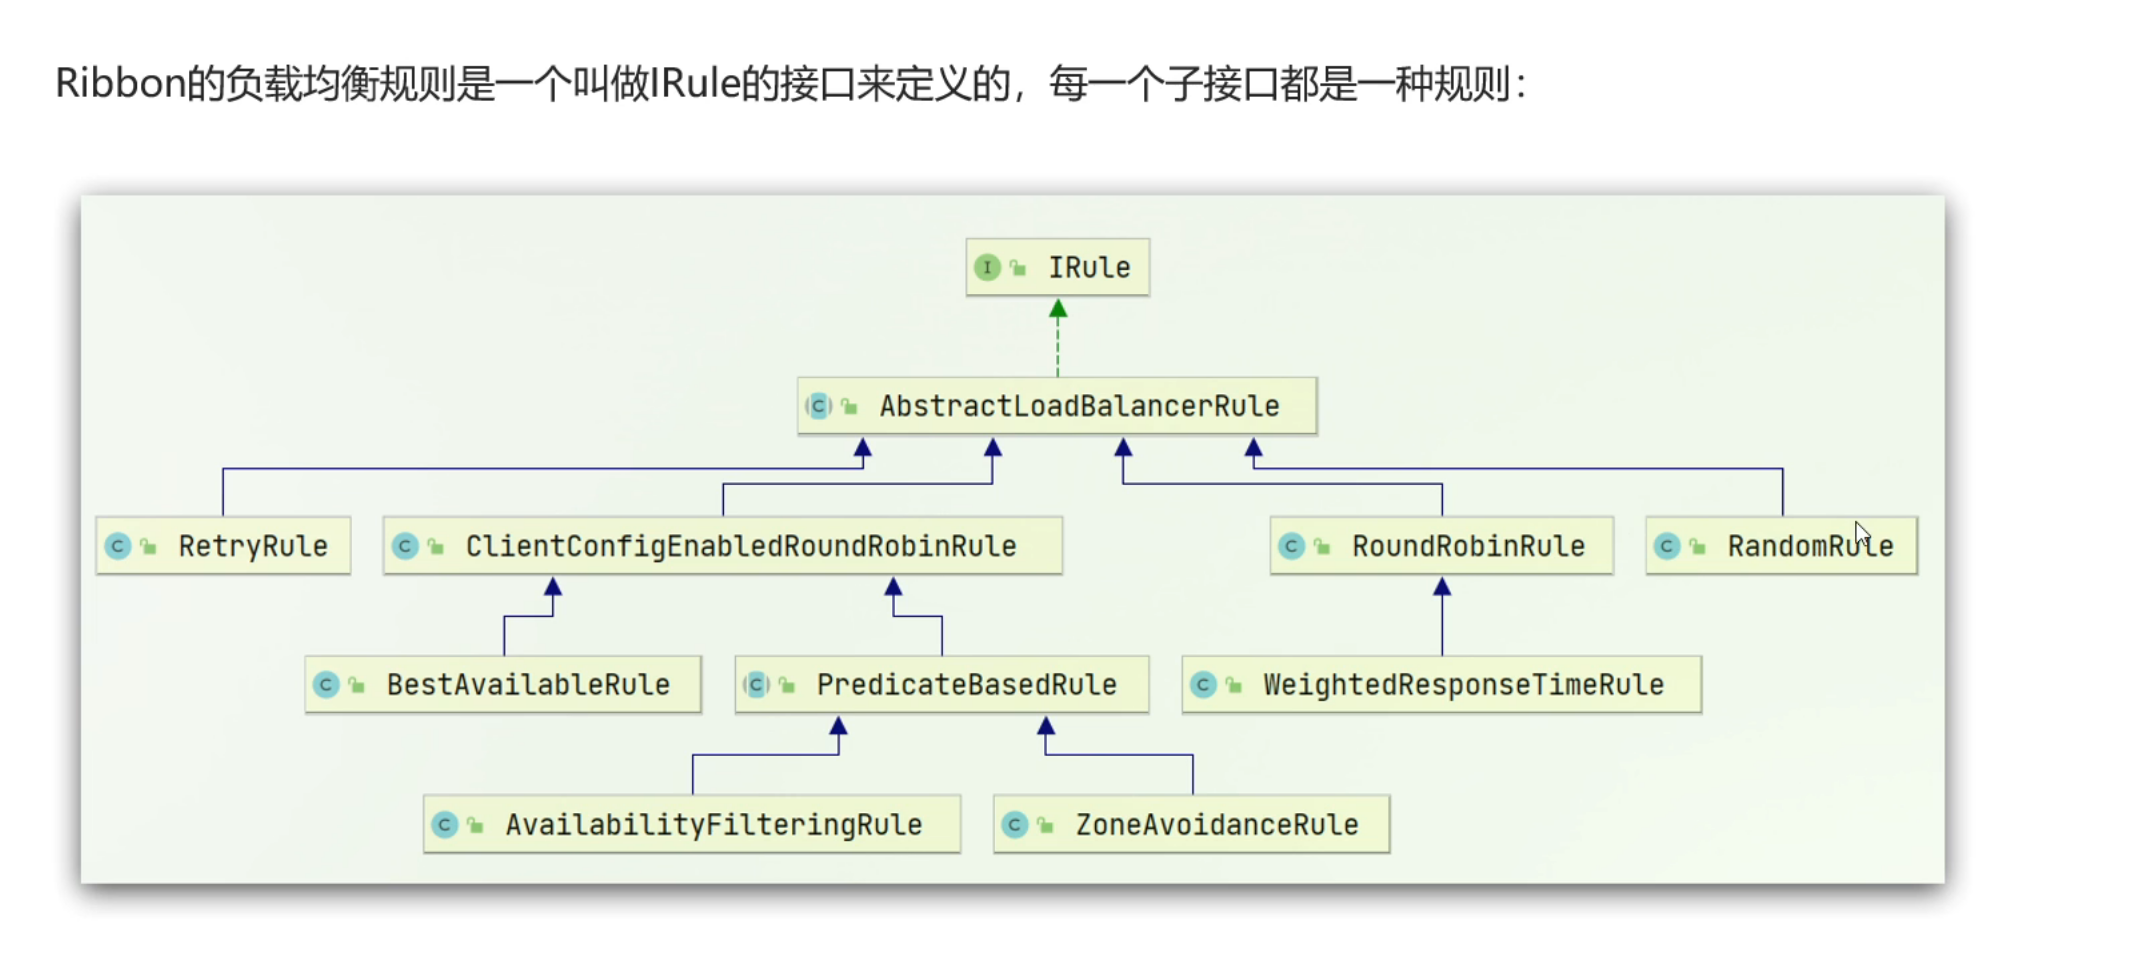 Ribbon的负载均衡规则是一个叫做IRule的接口来定义的，每一个子接口都是一种规则：
I IRule
C AbstractLoadBalancerRule
C RetryRule
C ClientConfigEnabledRoundRobinRule
C RoundRobinRule
C RandomRule
C BestAvailableRule
C PredicateBasedRule
C WeightedResponseTimeRule
C AvailabilityFilteringRule
C ZoneAvoidanceRule